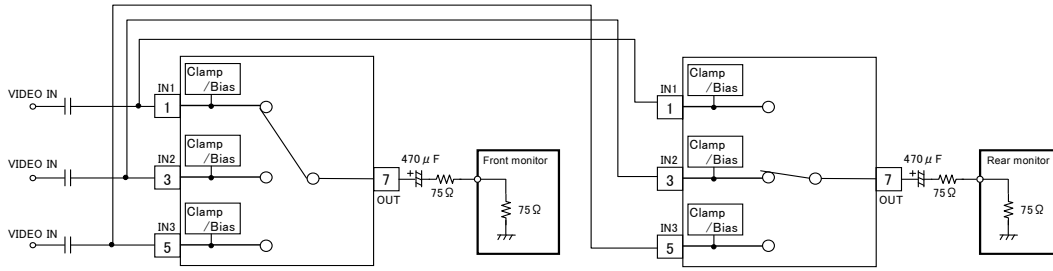 VIDEO IN
IN1
1
Clamp
/Bias
VIDEO IN
IN2
3
Clamp
/Bias
VIDEO IN
IN3
5
Clamp
/Bias
7
OUT
470μF
+
75Ω
Front monitor
75Ω
IN1
1
Clamp
/Bias
IN2
3
Clamp
/Bias
IN3
5
Clamp
/Bias
7
OUT
470μF
+
75Ω
Rear monitor
75Ω